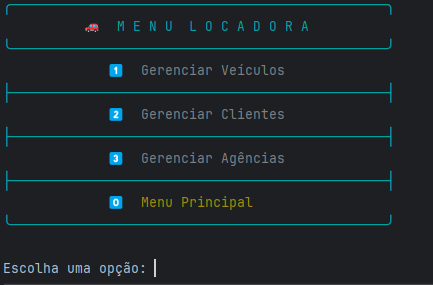 🚗 M E N U  L O C A D O R A
1 Gerenciar Veículos
2 Gerenciar Clientes
3 Gerenciar Agências
0 Menu Principal
Escolha uma opção: